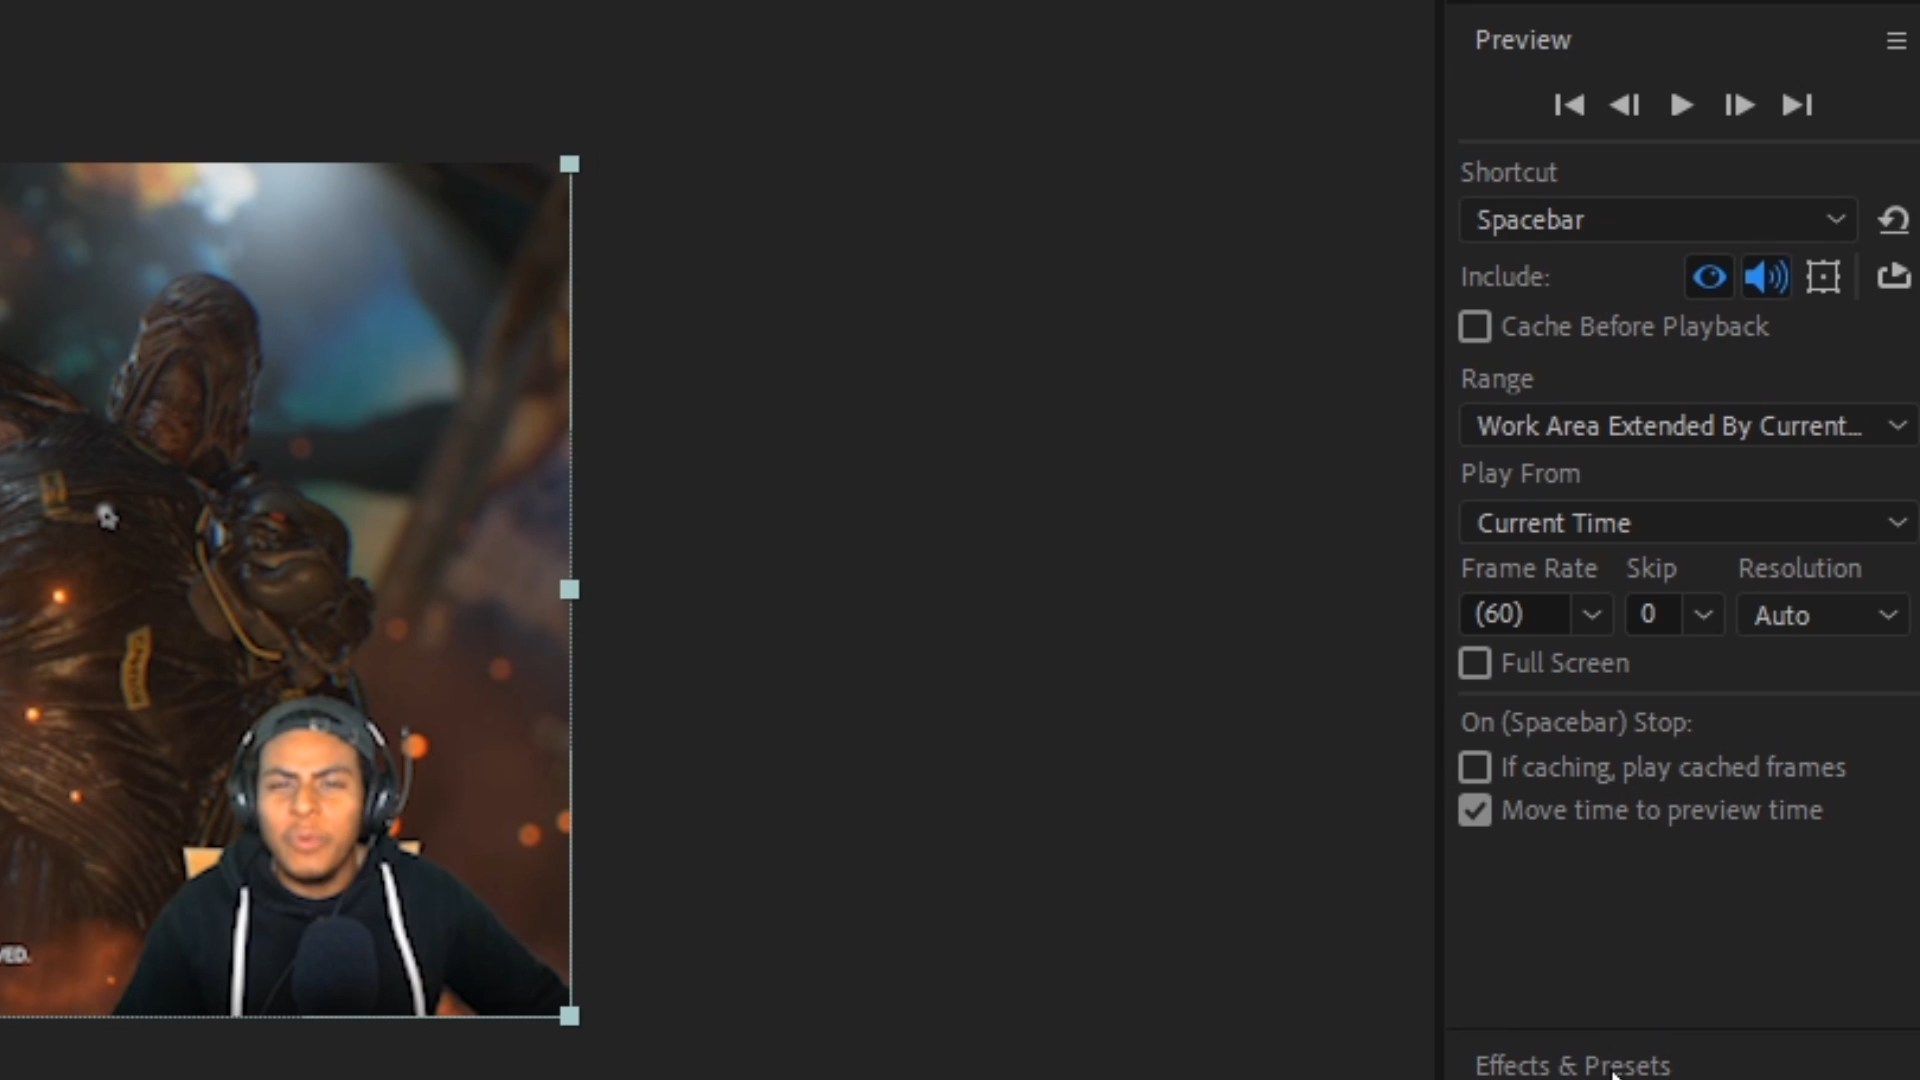 Preview
Shortcut
Spacebar
Include:
Cache Before Playback
Range
Work Area Extended By Current...
Play From
Current Time
Frame Rate Skip Resolution
(60) 0 Auto
Full Screen
On (Spacebar) Stop:
If caching, play cached frames
Move time to preview time
VED.
Effects & Presets